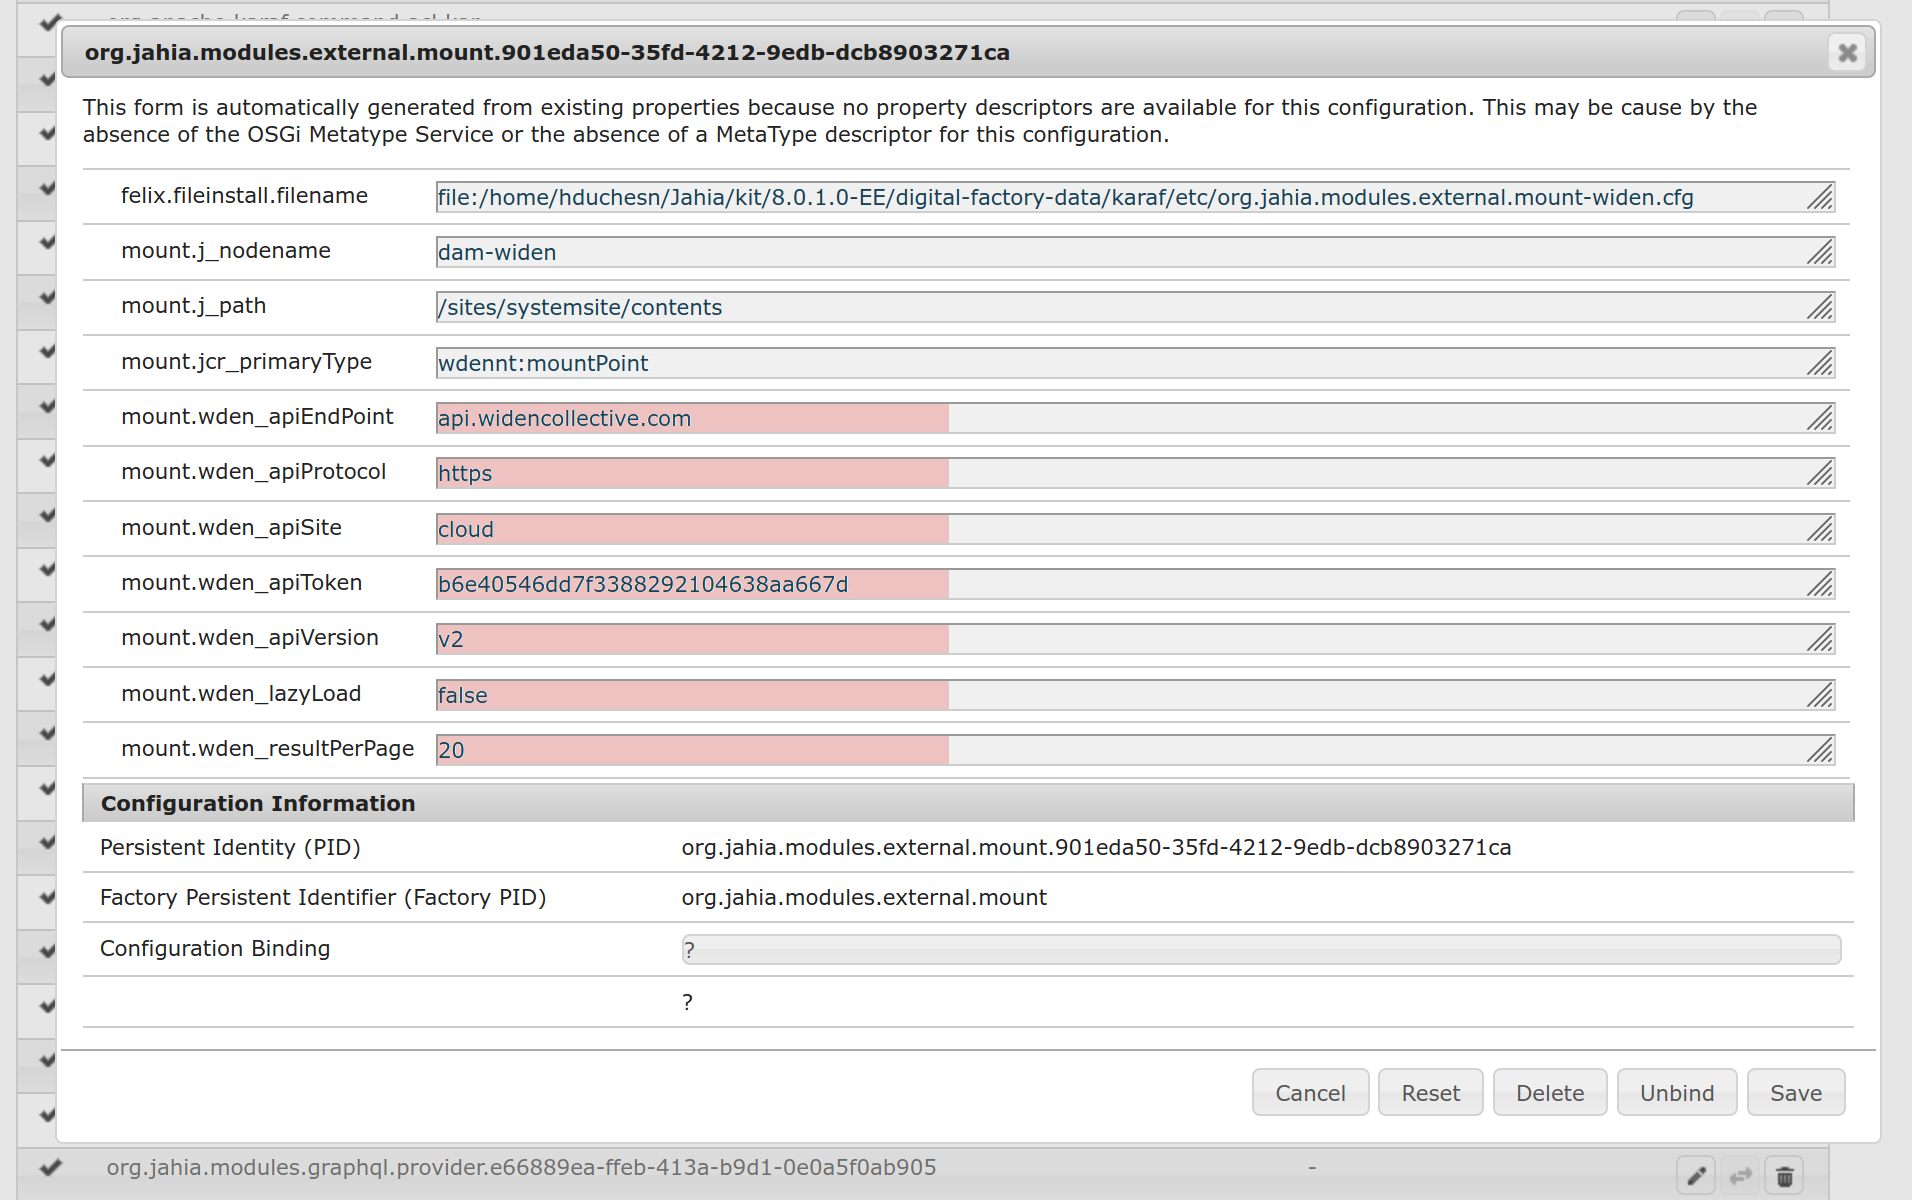 org.jahia.modules.external.mount.901eda50-35fd-4212-9edb-dcb8903271ca
This form is automatically generated from existing properties because no property descriptors are available for this configuration. This may be cause by the
absence of the OSGi Metatype Service or the absence of a MetaType descriptor for this configuration.
felix.fileinstall.filename file:/home/hduchesn/Jahia/kit/8.0.1.0-EE/digital-factory-data/karaf/etc/org.jahia.modules.external.mount-widen.cfg
mount.j_nodename dam-widen
mount.j_path /sites/systemsite/contents
mount.jcr_primaryType wdennt:mountPoint
mount.wden_apiEndPoint api.widencollective.com
mount.wden_apiProtocol https
mount.wden_apiSite cloud
mount.wden_apiToken b6e40546dd7f3388292104638aa667d
mount.wden_apiVersion v2
mount.wden_lazyLoad false
mount.wden_resultPerPage 20
Configuration Information
Persistent Identity (PID) org.jahia.modules.external.mount.901eda50-35fd-4212-9edb-dcb8903271ca
Factory Persistent Identifier (Factory PID) org.jahia.modules.external.mount
Configuration Binding ?
?
Cancel Reset Delete Unbind Save
org.jahia.modules.graphql.provider.e66889ea-ffeb-413a-b9d1-0e0a5f0ab905 -